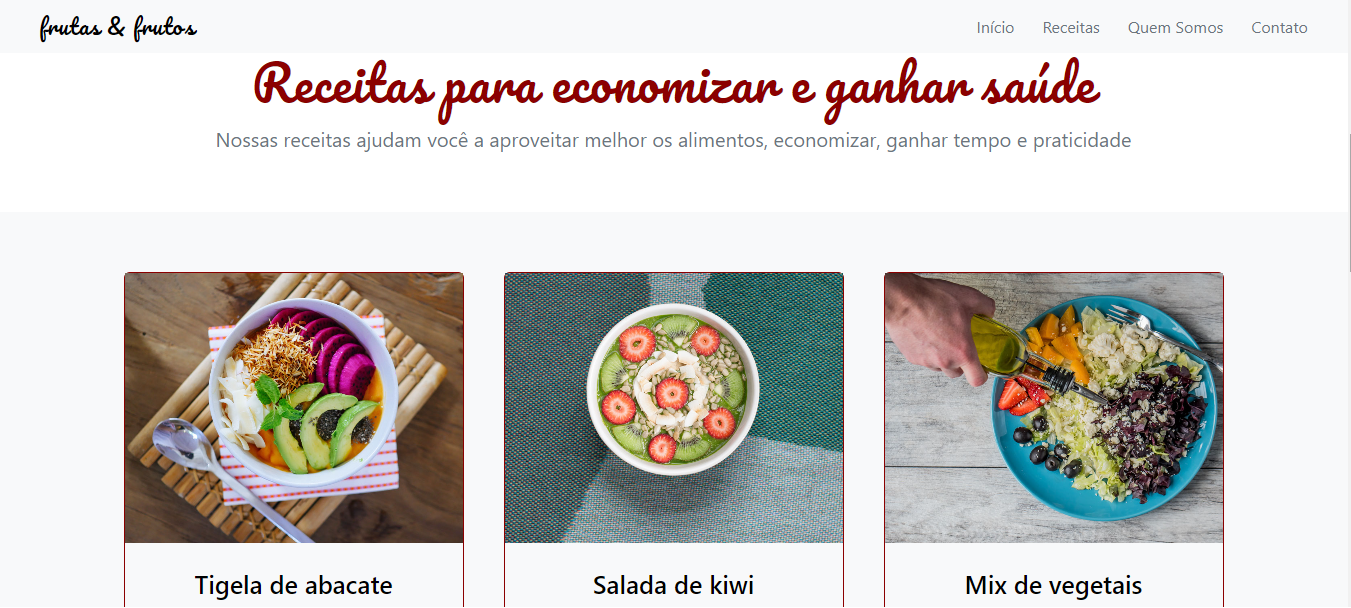 frutas & frutos
Início Receitas Quem Somos Contato
Receitas para economizar e ganhar saúde
Nossas receitas ajudam você a aproveitar melhor os alimentos, economizar, ganhar tempo e praticidade
Tigela de abacate
Salada de kiwi
Mix de vegetais